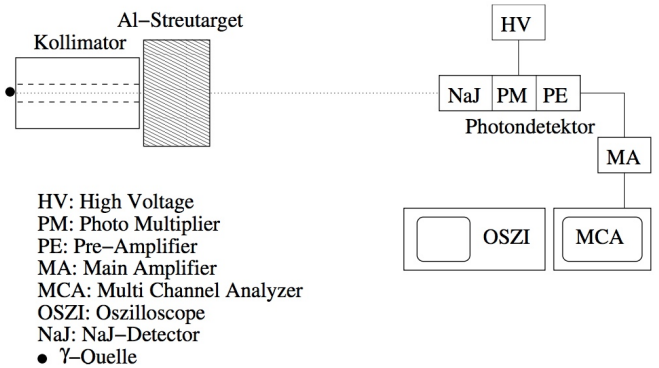 Al−Streutarget
Kollimator
HV
NaJ PM PE
Photondetektor
MA
OSZI
MCA
HV: High Voltage
PM: Photo Multiplier
PE: Pre−Amplifier
MA: Main Amplifier
MCA: Multi Channel Analyzer
OSZI: Oszilloscope
NaJ: NaJ−Detector
γ−Quelle